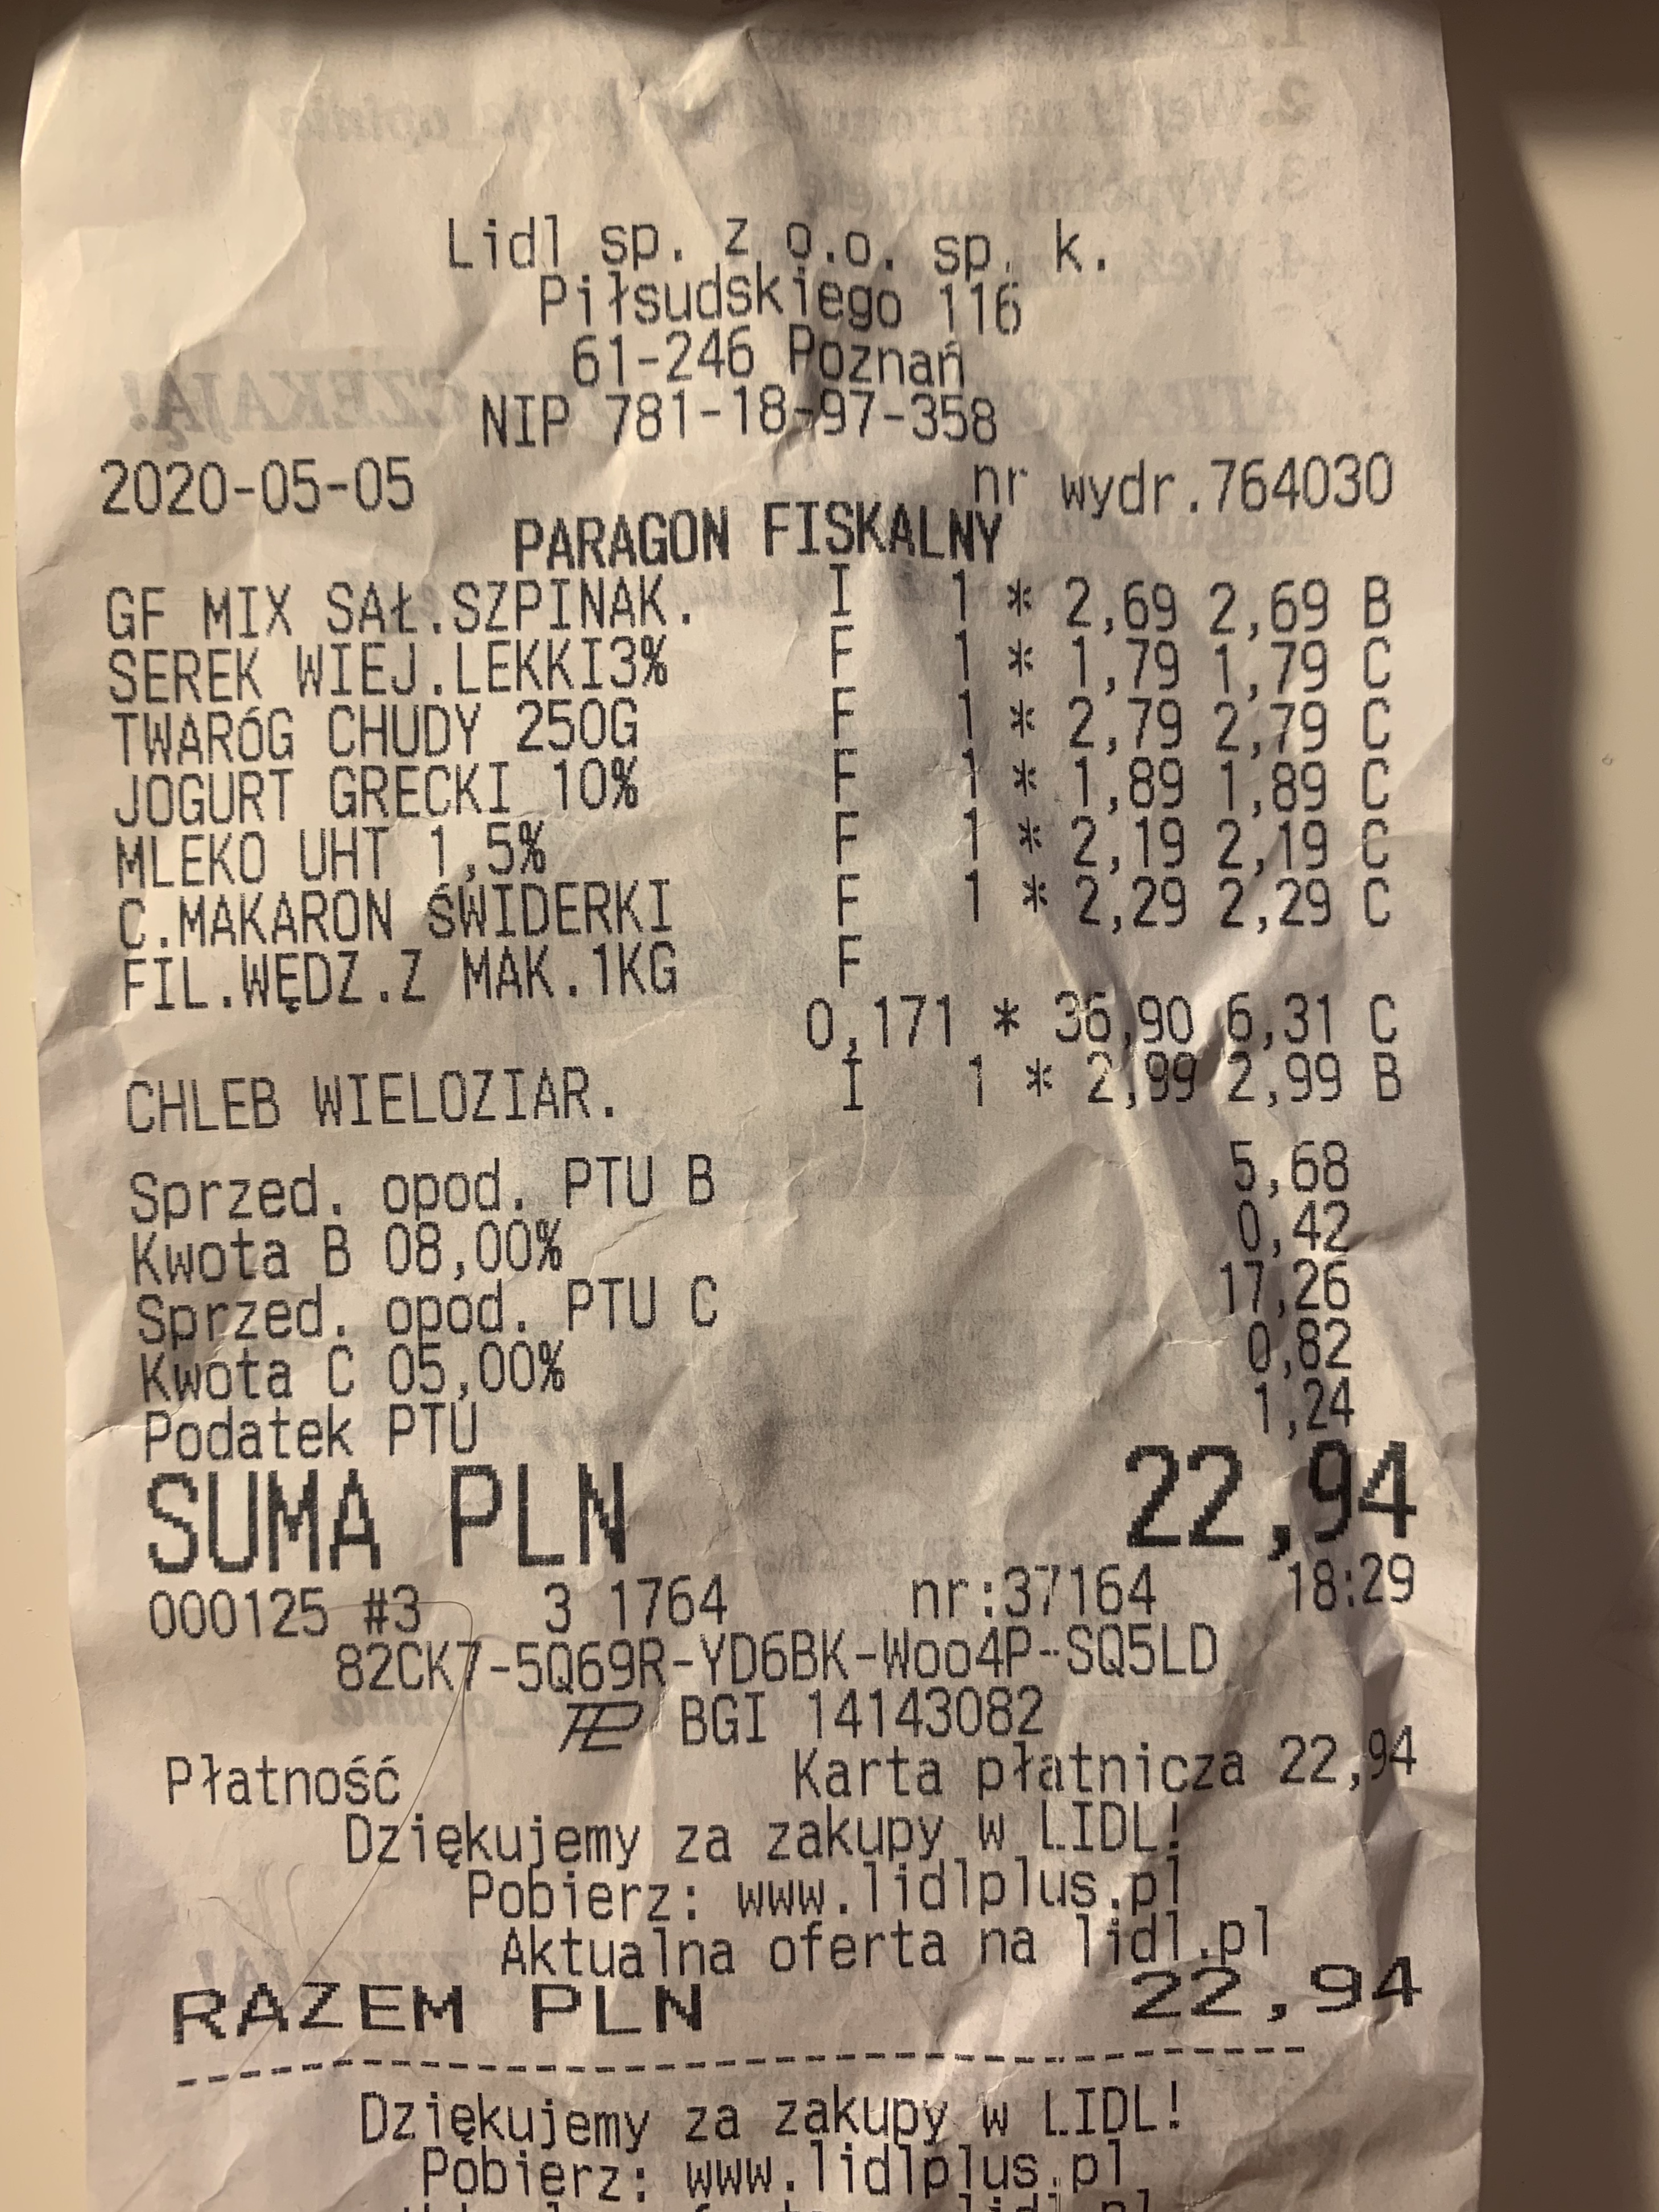 Lidl sp. z o.o. sp. k.
Piłsudskiego 116
61-246 Poznań
NIP 781-18-97-358
2020-05-05 nr wydr.764030
PARAGON FISKALNY
GF MIX SAŁ.SZPINAK. I 1 * 2,69 2,69 B
SEREK WIEJ.LEKKI3% F 1 * 1,79 1,79 C
TWARÓG CHUDY 250G F 1 * 2,79 2,79 C
JOGURT GRECKI 10% F 1 * 1,89 1,89 C
MLEKO UHT 1,5% F 1 * 2,19 2,19 C
C.MAKARON ŚWIDERKI F 1 * 2,29 2,29 C
FIL.WĘDZ.Z MAK.1KG F
0,171 * 36,90 6,31 C
CHLEB WIELOZIAR. I 1 * 2,99 2,99 B
Sprzed. opod. PTU B 5,68
Kwota B 08,00% 0,42
Sprzed. opod. PTU C 17,26
Kwota C 05,00% 0,82
Podatek PTU 1,24
SUMA PLN 22,94
000125 #3 3 1764 nr:37164 18:29
82CK7-5Q69R-YD6BK-Woo4P-SQ5LD
PL BGI 14143082
Płatność Karta płatnicza 22,94
Dziękujemy za zakupy w LIDL!
Pobierz: www.lidlplus.pl
Aktualna oferta na lidl.pl
RAZEM PLN 22,94
Dziękujemy za zakupy w LIDL!
Pobierz: www.lidlplus.pl